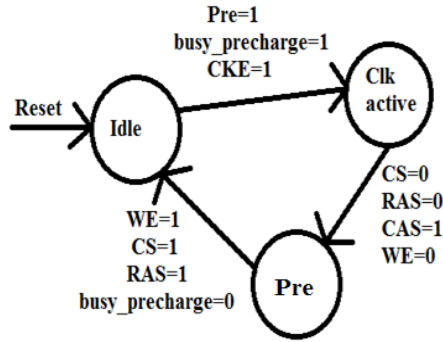 Pre=1
busy_precharge=1
CKE=1
Clk
active
Reset
Idle
CS=0
RAS=0
CAS=1
WE=0
WE=1
CS=1
RAS=1
busy_precharge=0
Pre